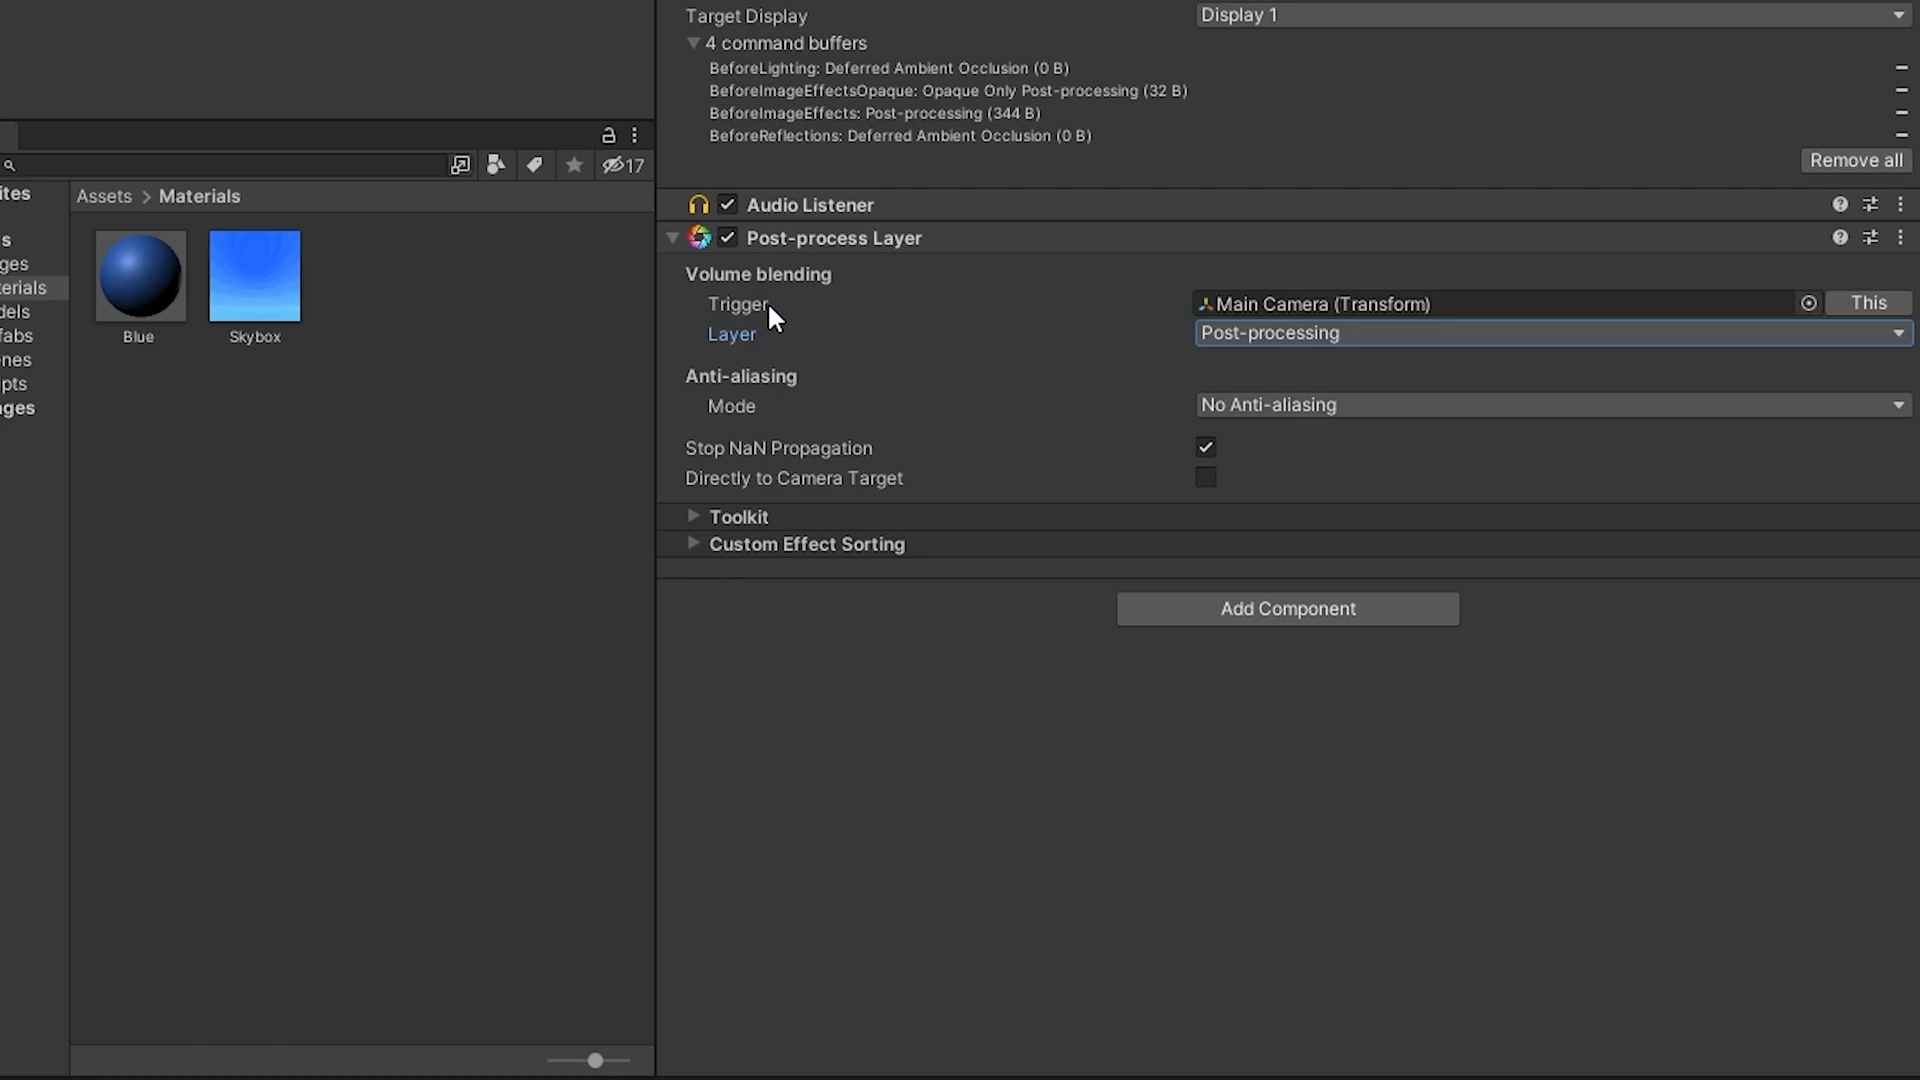 Target Display
Display 1
4 command buffers
BeforeLighting: Deferred Ambient Occlusion (0 B)
BeforeImageEffectsOpaque: Opaque Only Post-processing (32 B)
BeforeImageEffects: Post-processing (344 B)
BeforeReflections: Deferred Ambient Occlusion (0 B)
Remove all
17
ites
s
ges
erials
dels
fabs
enes
ipts
ages
Assets > Materials
Blue
Skybox
Audio Listener
Post-process Layer
Volume blending
Trigger
Main Camera (Transform)
This
Layer
Post-processing
Anti-aliasing
Mode
No Anti-aliasing
Stop NaN Propagation
Directly to Camera Target
Toolkit
Custom Effect Sorting
Add Component